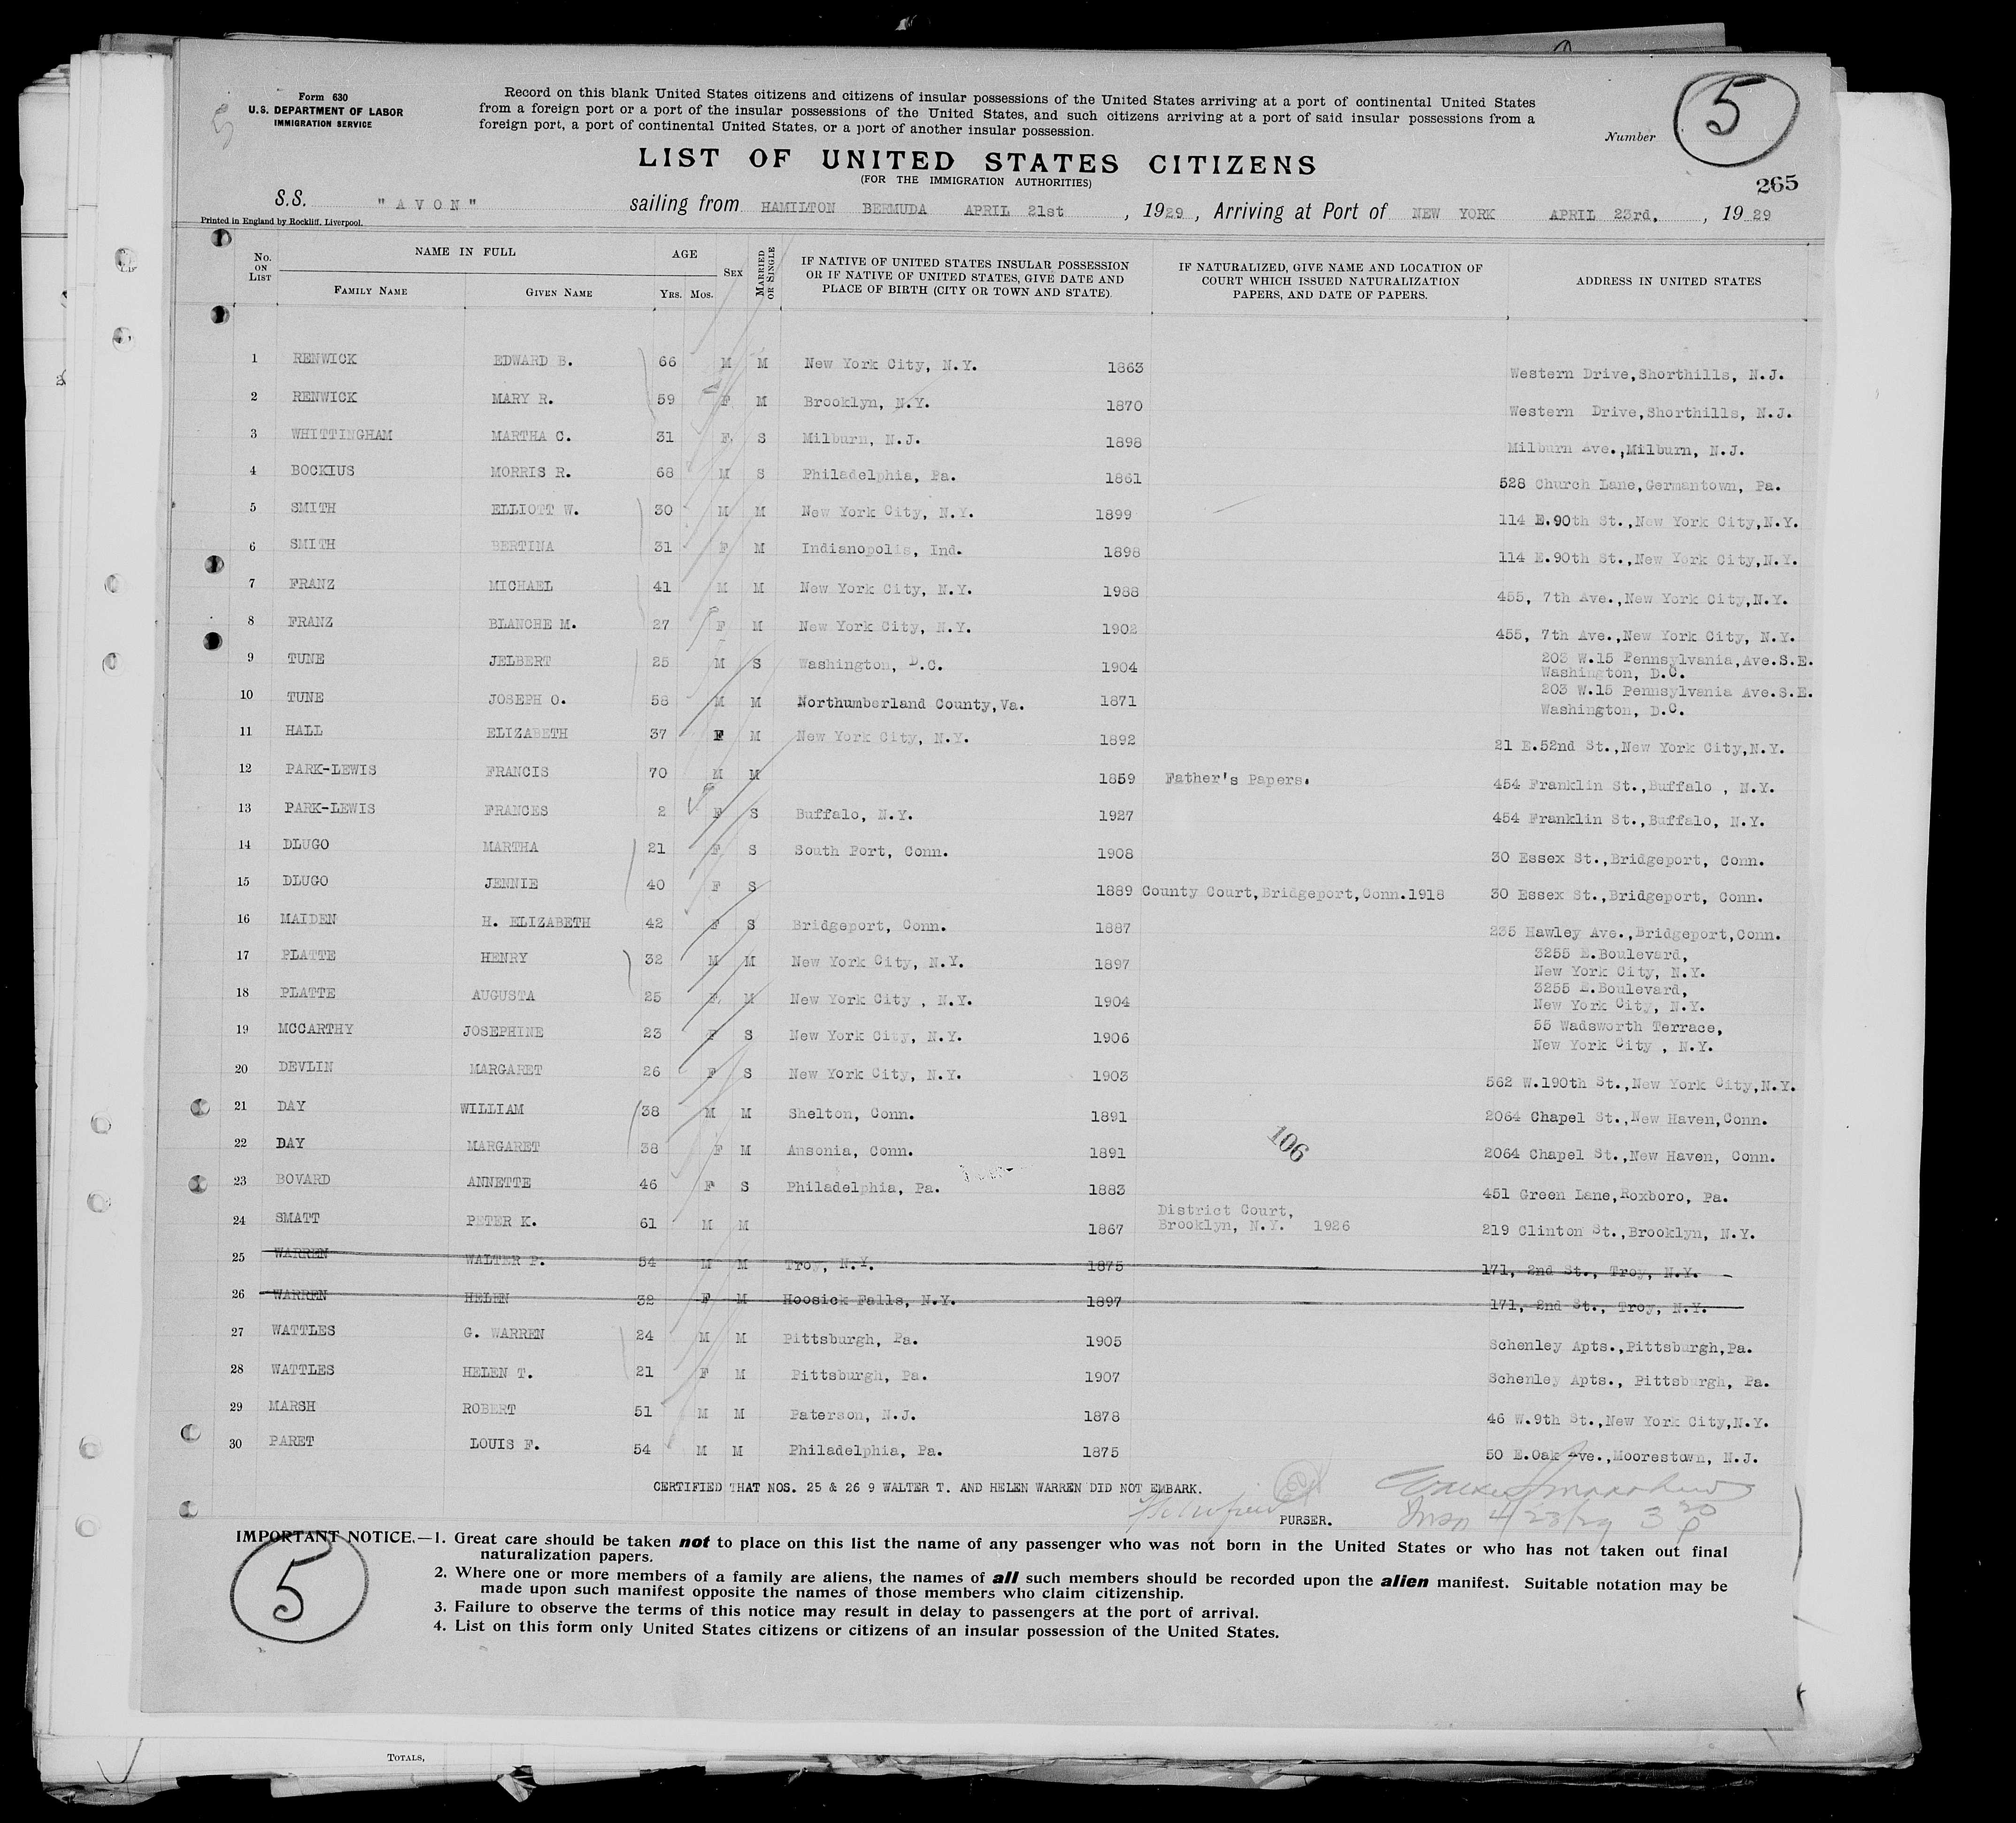 Form 630
U.S. DEPARTMENT OF LABOR
IMMIGRATION SERVICE
Record on this blank United States citizens and citizens of insular possessions of the United States arriving at a port of continental United States
from a foreign port or a port of the insular possessions of the United States, and such citizens arriving at a port of said insular possessions from a
foreign port, a port of continental United States, or a port of another insular possession.
Number 5
LIST OF UNITED STATES CITIZENS
(FOR THE IMMIGRATION AUTHORITIES)
265
S.S. "AVON" sailing from HAMILTON BERMUDA APRIL 21st, 1929, Arriving at Port of NEW YORK APRIL 23rd, , 1929
Printed in England by Rockliff, Liverpool.
No. ON LIST NAME IN FULL AGE SEX MARRIED OR SINGLE IF NATIVE OF UNITED STATES INSULAR POSSESSION OR IF NATIVE OF UNITED STATES, GIVE DATE AND PLACE OF BIRTH (CITY OR TOWN AND STATE). IF NATURALIZED, GIVE NAME AND LOCATION OF COURT WHICH ISSUED NATURALIZATION PAPERS, AND DATE OF PAPERS. ADDRESS IN UNITED STATES
FAMILY NAME GIVEN NAME YRS. MOS.
1 RENWICK EDWARD B. 66 M M New York City, N.Y. 1863 Western Drive,Shorthills, N.J.
2 RENWICK MARY R. 59 F M Brooklyn, N.Y. 1870 Western Drive,Shorthills, N.J.
3 WHITTINGHAM MARTHA C. 31 F S Milburn, N.J. 1898 Milburn Ave.,Milburn, N.J.
4 BOCKIUS MORRIS R. 68 M S Philadelphia, Pa. 1861 528 Church Lane,Germantown, Pa.
5 SMITH ELLIOTT W. 30 M M New York City, N.Y. 1899 114 E.90th St.,New York City,N.Y.
6 SMITH BERTINA 31 F M Indianopolis, Ind. 1898 114 E.90th St.,New York City,N.Y.
7 FRANZ MICHAEL 41 M M New York City, N.Y. 1988 455, 7th Ave.,New York City,N.Y.
8 FRANZ BLANCHE M. 27 F M New York City, N.Y. 1902 455, 7th Ave.,New York City, N.Y.
9 TUNE JELBERT 25 M S Washington, D.C. 1904 203 W.15 Pennsylvania,Ave.S.E.
Washington, D.C.
10 TUNE JOSEPH O. 58 M M Northumberland County,Va. 1871 203 W.15 Pennsylvania Ave.S.E.
Washington, D.C.
11 HALL ELIZABETH 37 F M New York City, N.Y. 1892 21 E.52nd St.,New York City,N.Y.
12 PARK-LEWIS FRANCIS 70 M M 1859 Father's Papers. 454 Franklin St.,Buffalo , N.Y.
13 PARK-LEWIS FRANCES 2 F S Buffalo, N.Y. 1927 454 Franklin St.,Buffalo, N.Y.
14 DLUGO MARTHA 21 F S South Port, Conn. 1908 30 Essex St.,Bridgeport, Conn.
15 DLUGO JENNIE 40 F S 1889 County Court,Bridgeport,Conn.1918 30 Essex St.,Bridgeport, Conn.
16 MAIDEN H. ELIZABETH 42 F S Bridgeport, Conn. 1887 235 Hawley Ave.,Bridgeport,Conn.
17 PLATTE HENRY 32 M M New York City, N.Y. 1897 3255 E.Boulevard,
New York City, N.Y.
18 PLATTE AUGUSTA 25 F M New York City , N.Y. 1904 3255 E.Boulevard,
New York City, N.Y.
19 MCCARTHY JOSEPHINE 23 F S New York City, N.Y. 1906 55 Wadsworth Terrace,
New York City , N.Y.
20 DEVLIN MARGARET 26 F S New York City, N.Y. 1903 562 W.190th St.,New York City,N.Y.
21 DAY WILLIAM 38 M M Shelton, Conn. 1891 2064 Chapel St.,New Haven,Conn.
22 DAY MARGARET 38 F M Ansonia, Conn. 1891 106 2064 Chapel St.,New Haven, Conn.
23 BOVARD ANNETTE 46 F S Philadelphia, Pa. 1883 451 Green Lane,Roxboro, Pa.
24 SMATT PETER K. 61 M M 1867 District Court,
Brooklyn, N.Y. 1926 219 Clinton St.,Brooklyn, N.Y.
25 WARREN WALTER P. 54 M M Troy, N.Y. 1875 171, 2nd St., Troy, N.Y.
26 WARREN HELEN 32 F M Hoosick Falls, N.Y. 1897 171, 2nd St., Troy, N.Y.
27 WATTLES G. WARREN 24 M M Pittsburgh, Pa. 1905 Schenley Apts.,Pittsburgh,Pa.
28 WATTLES HELEN T. 21 F M Pittsburgh, Pa. 1907 Schenley Apts., Pittsburgh, Pa.
29 MARSH ROBERT 51 M M Paterson, N.J. 1878 46 W.9th St.,New York City,N.Y.
30 PARET LOUIS F. 54 M M Philadelphia, Pa. 1875 50 E.Oak Ave.,Moorestown, N.J.
CERTIFIED THAT NOS. 25 & 26 9 WALTER T. AND HELEN WARREN DID NOT EMBARK.
PURSER. Insp 4/23/29 3 30 P
IMPORTANT NOTICE.—1. Great care should be taken not to place on this list the name of any passenger who was not born in the United States or who has not taken out final
naturalization papers.
2. Where one or more members of a family are aliens, the names of all such members should be recorded upon the alien manifest. Suitable notation may be
made upon such manifest opposite the names of those members who claim citizenship.
3. Failure to observe the terms of this notice may result in delay to passengers at the port of arrival.
4. List on this form only United States citizens or citizens of an insular possession of the United States.
5
TOTALS,